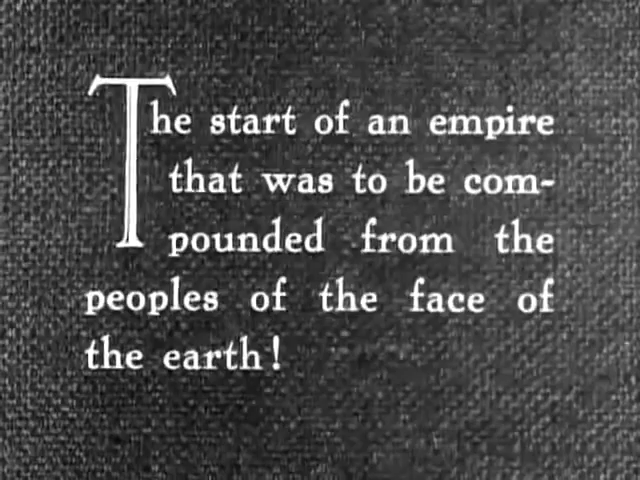 The start of an empire
that was to be com-
pounded from the
peoples of the face of
the earth!